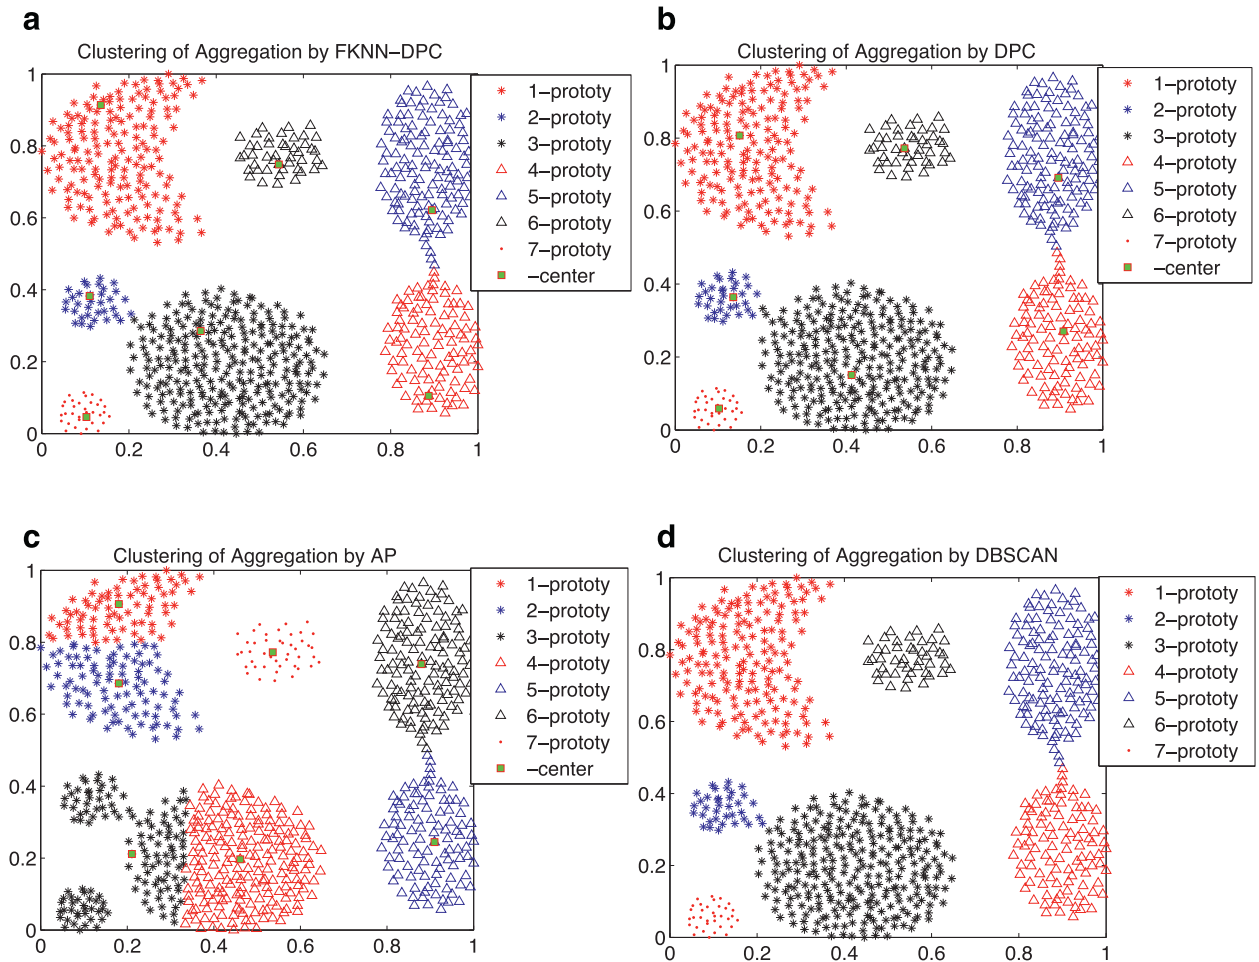 a
Clustering of Aggregation by FKNN–DPC
1
0.8
0.6
0.4
0.2
0
0
0.2
0.4
0.6
0.8
1
1–prototy
2–prototy
3–prototy
4–prototy
5–prototy
6–prototy
7–prototy
–center
b
Clustering of Aggregation by DPC
1
0.8
0.6
0.4
0.2
0
0
0.2
0.4
0.6
0.8
1
1–prototy
2–prototy
3–prototy
4–prototy
5–prototy
6–prototy
7–prototy
–center
c
Clustering of Aggregation by AP
1
0.8
0.6
0.4
0.2
0
0
0.2
0.4
0.6
0.8
1
1–prototy
2–prototy
3–prototy
4–prototy
5–prototy
6–prototy
7–prototy
–center
d
Clustering of Aggregation by DBSCAN
1
0.8
0.6
0.4
0.2
0
0
0.2
0.4
0.6
0.8
1
1–prototy
2–prototy
3–prototy
4–prototy
5–prototy
6–prototy
7–prototy